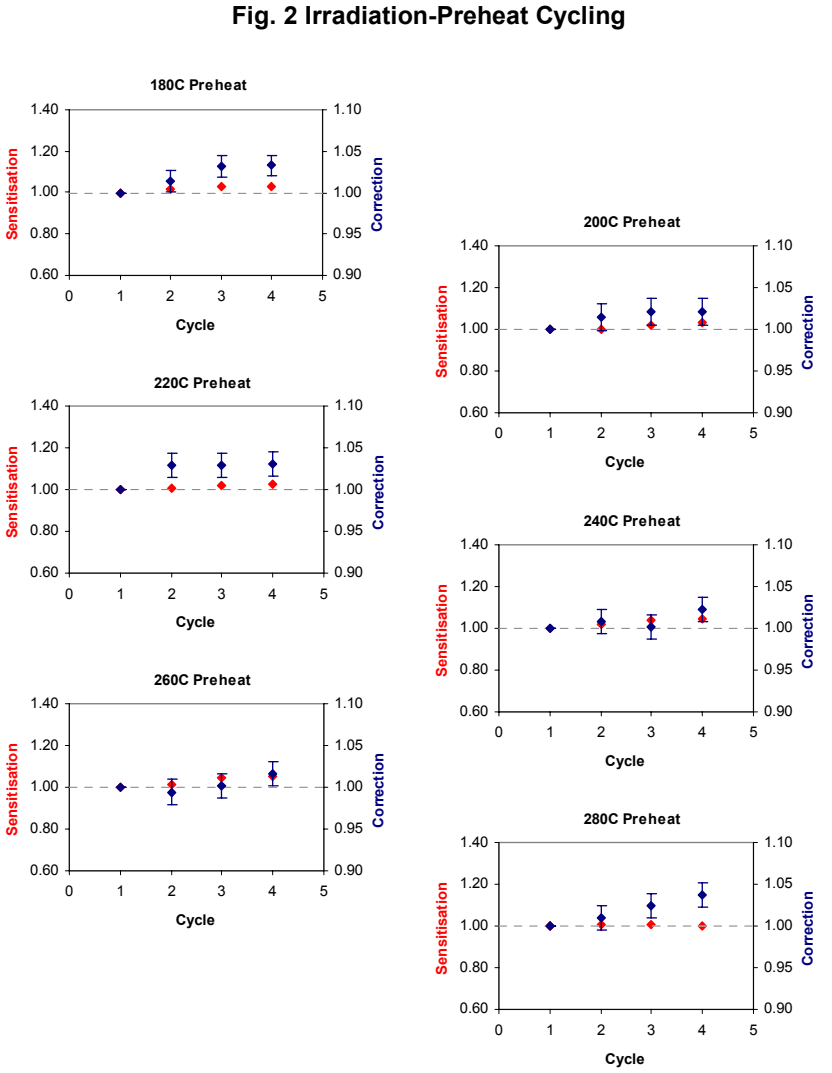 Fig. 2 Irradiation-Preheat Cycling
180C Preheat
1.40
1.20
1.00
0.80
0.60
1.10
1.05
1.00
0.95
0.90
0 1 2 3 4 5
Cycle
Sensitisation
Correction
200C Preheat
1.40
1.20
1.00
0.80
0.60
1.10
1.05
1.00
0.95
0.90
0 1 2 3 4 5
Cycle
Sensitisation
Correction
220C Preheat
1.40
1.20
1.00
0.80
0.60
1.10
1.05
1.00
0.95
0.90
0 1 2 3 4 5
Cycle
Sensitisation
Correction
240C Preheat
1.40
1.20
1.00
0.80
0.60
1.10
1.05
1.00
0.95
0.90
0 1 2 3 4 5
Cycle
Sensitisation
Correction
260C Preheat
1.40
1.20
1.00
0.80
0.60
1.10
1.05
1.00
0.95
0.90
0 1 2 3 4 5
Cycle
Sensitisation
Correction
280C Preheat
1.40
1.20
1.00
0.80
0.60
1.10
1.05
1.00
0.95
0.90
0 1 2 3 4 5
Cycle
Sensitisation
Correction